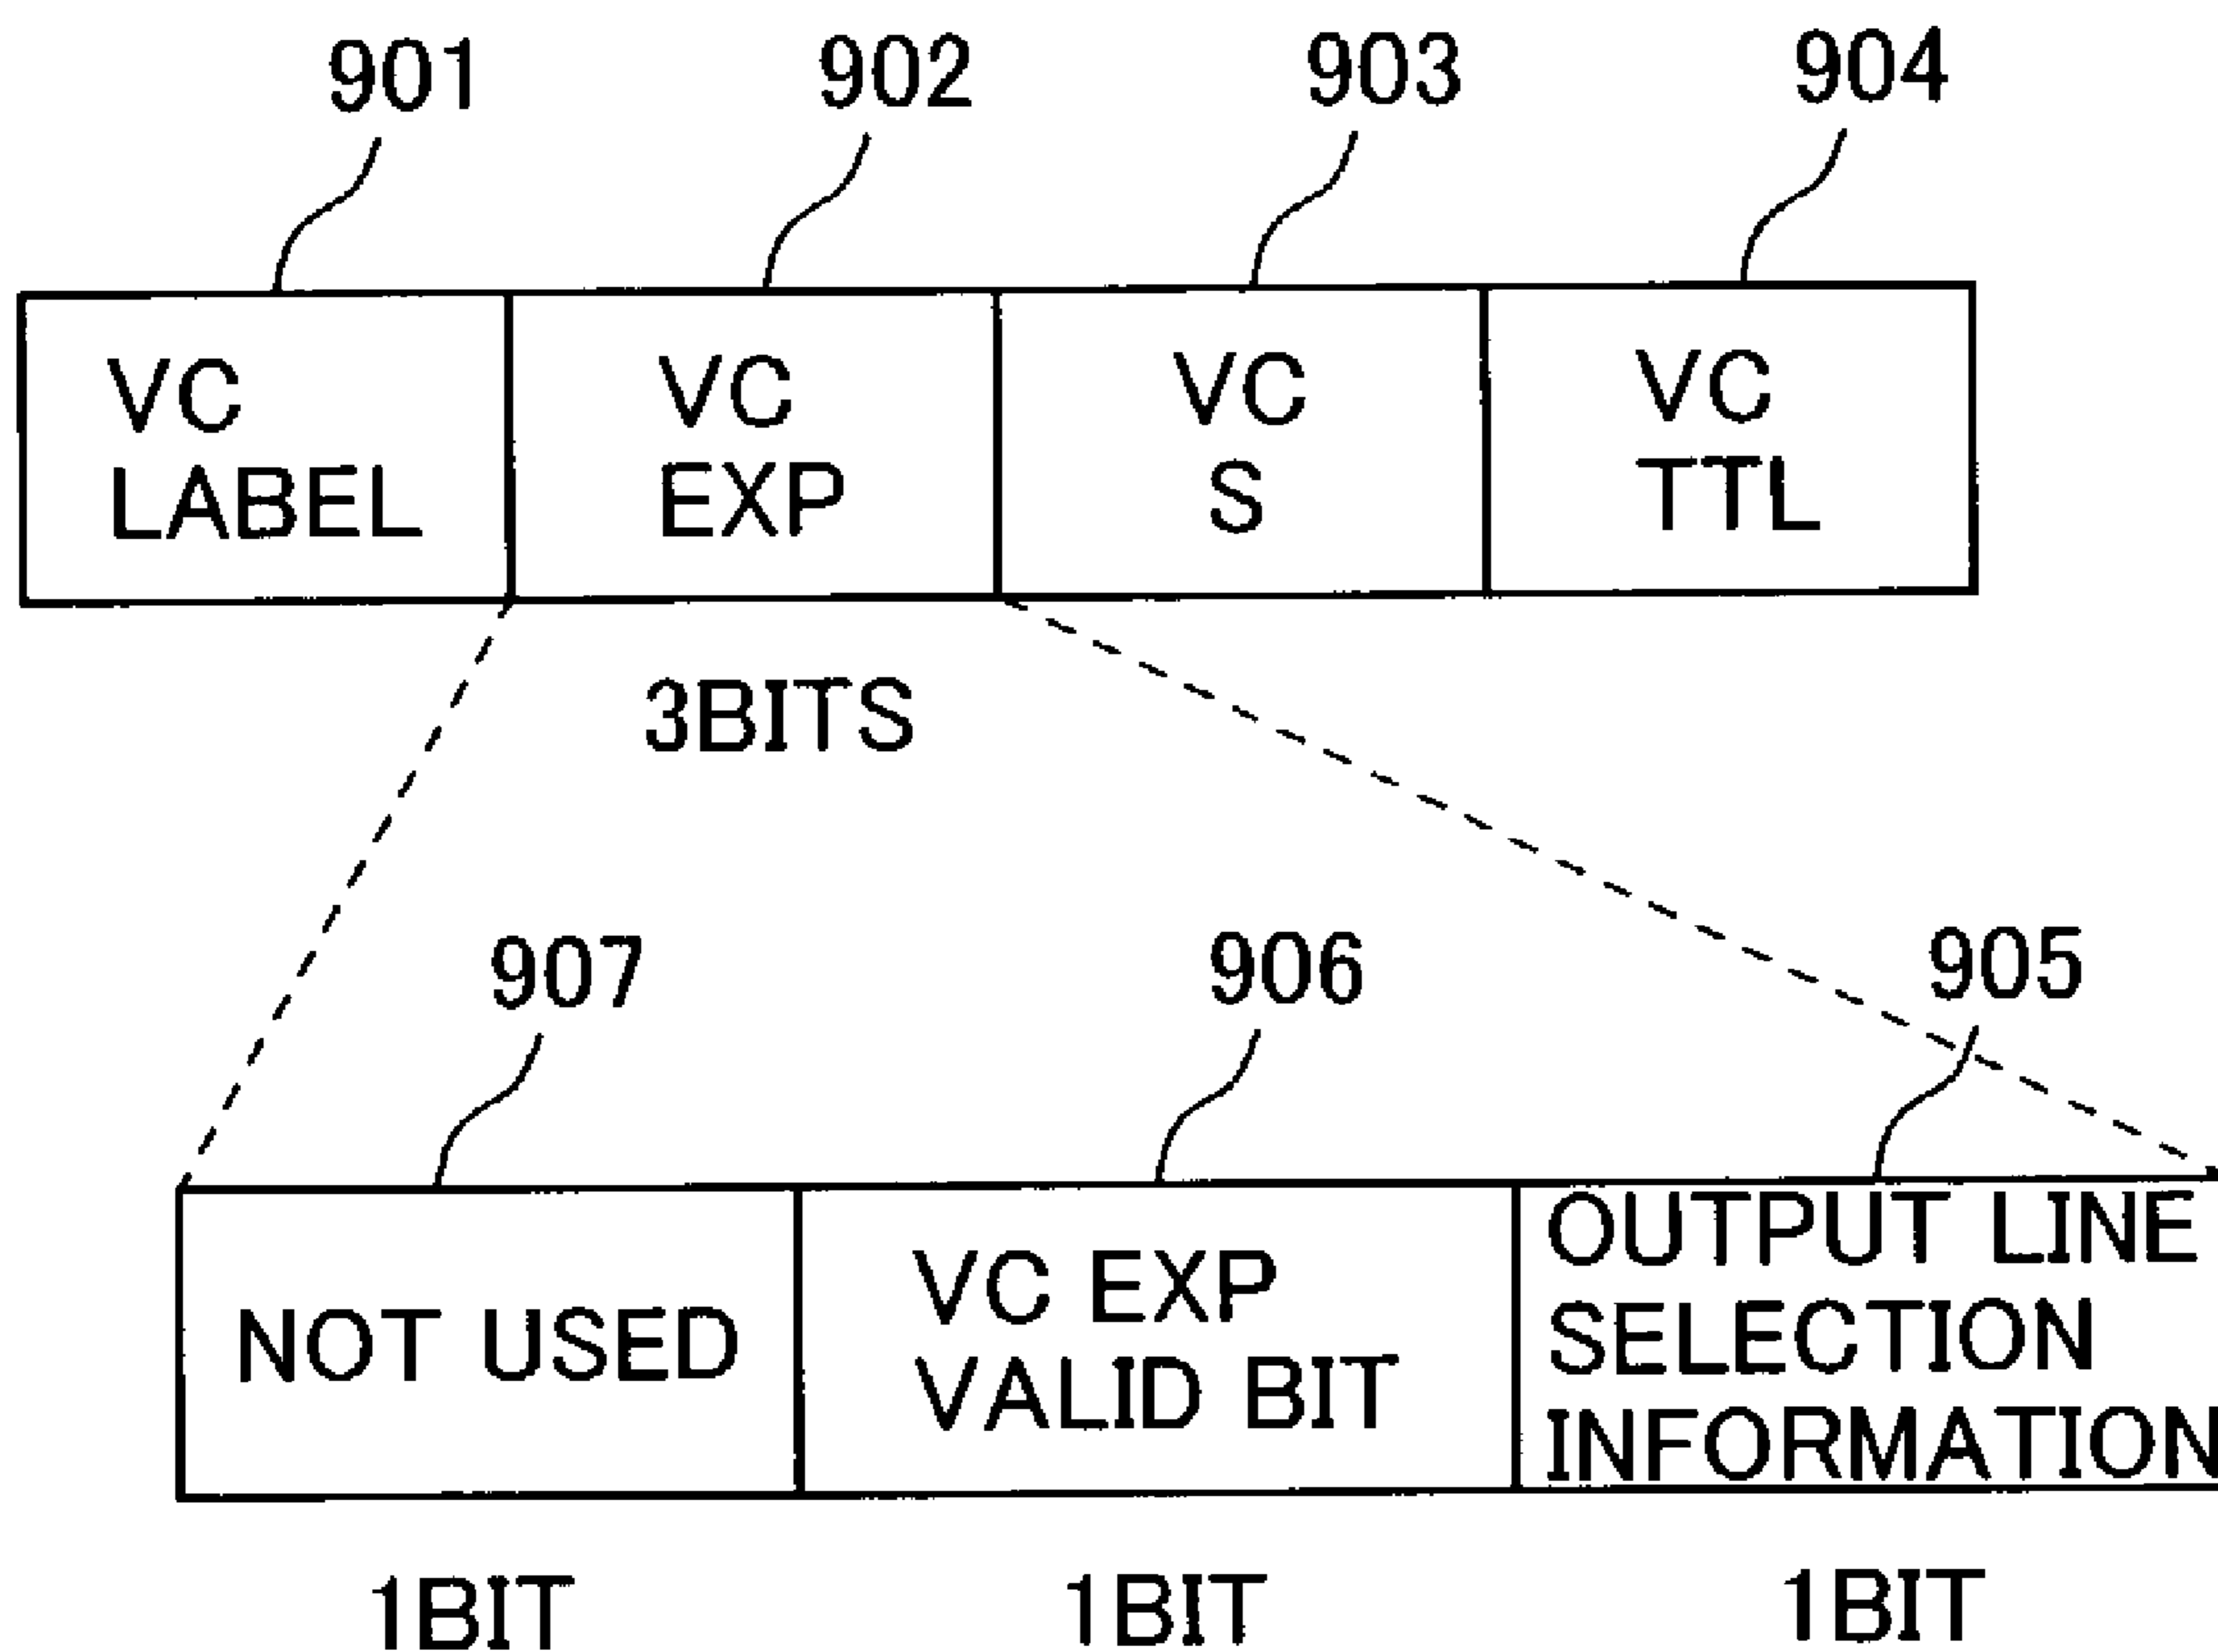 901 902 903 904
VC LABEL
VC EXP
VC S
VC TTL
3BITS
907 906 905
NOT USED
VC EXP VALID BIT
OUTPUT LINE SELECTION INFORMATION
1BIT 1BIT 1BIT